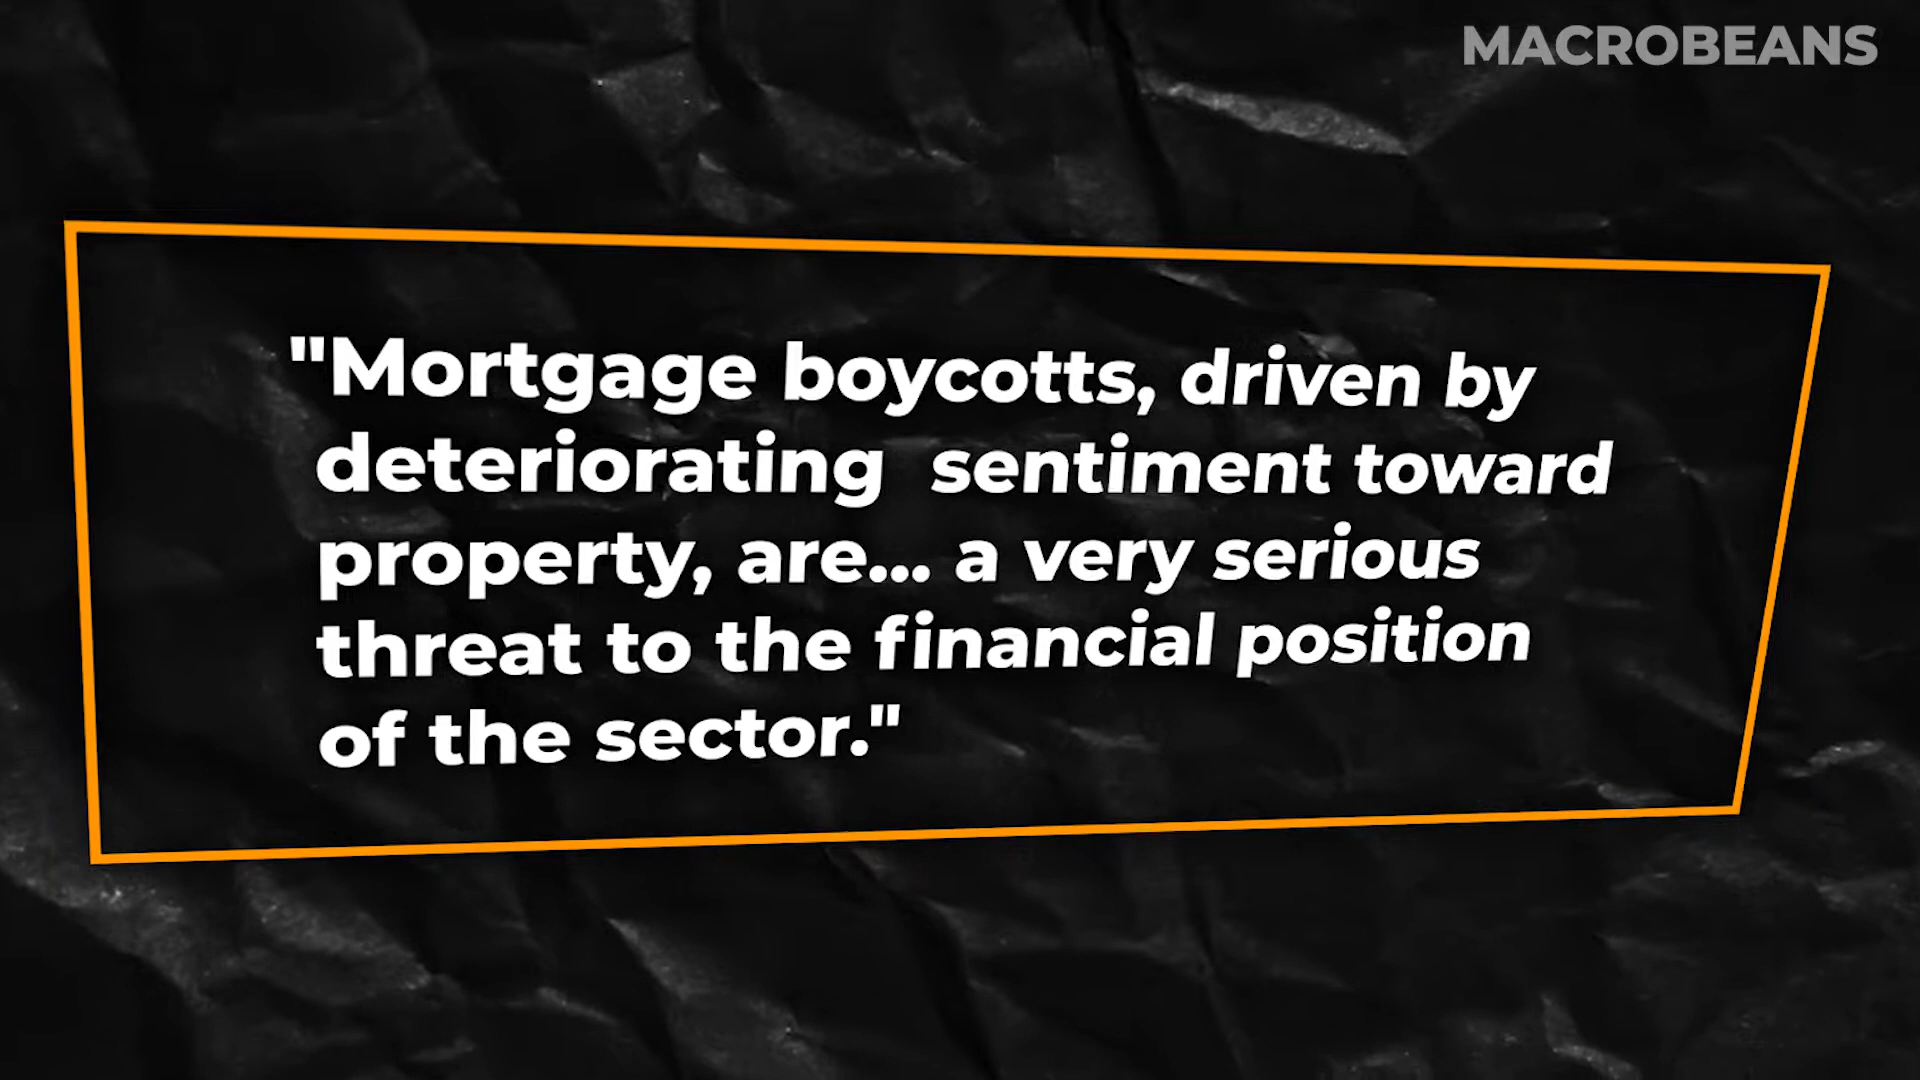 MACROBEANS
"Mortgage boycotts, driven by
deteriorating  sentiment toward
property, are... a very serious
threat to the financial position
of the sector."